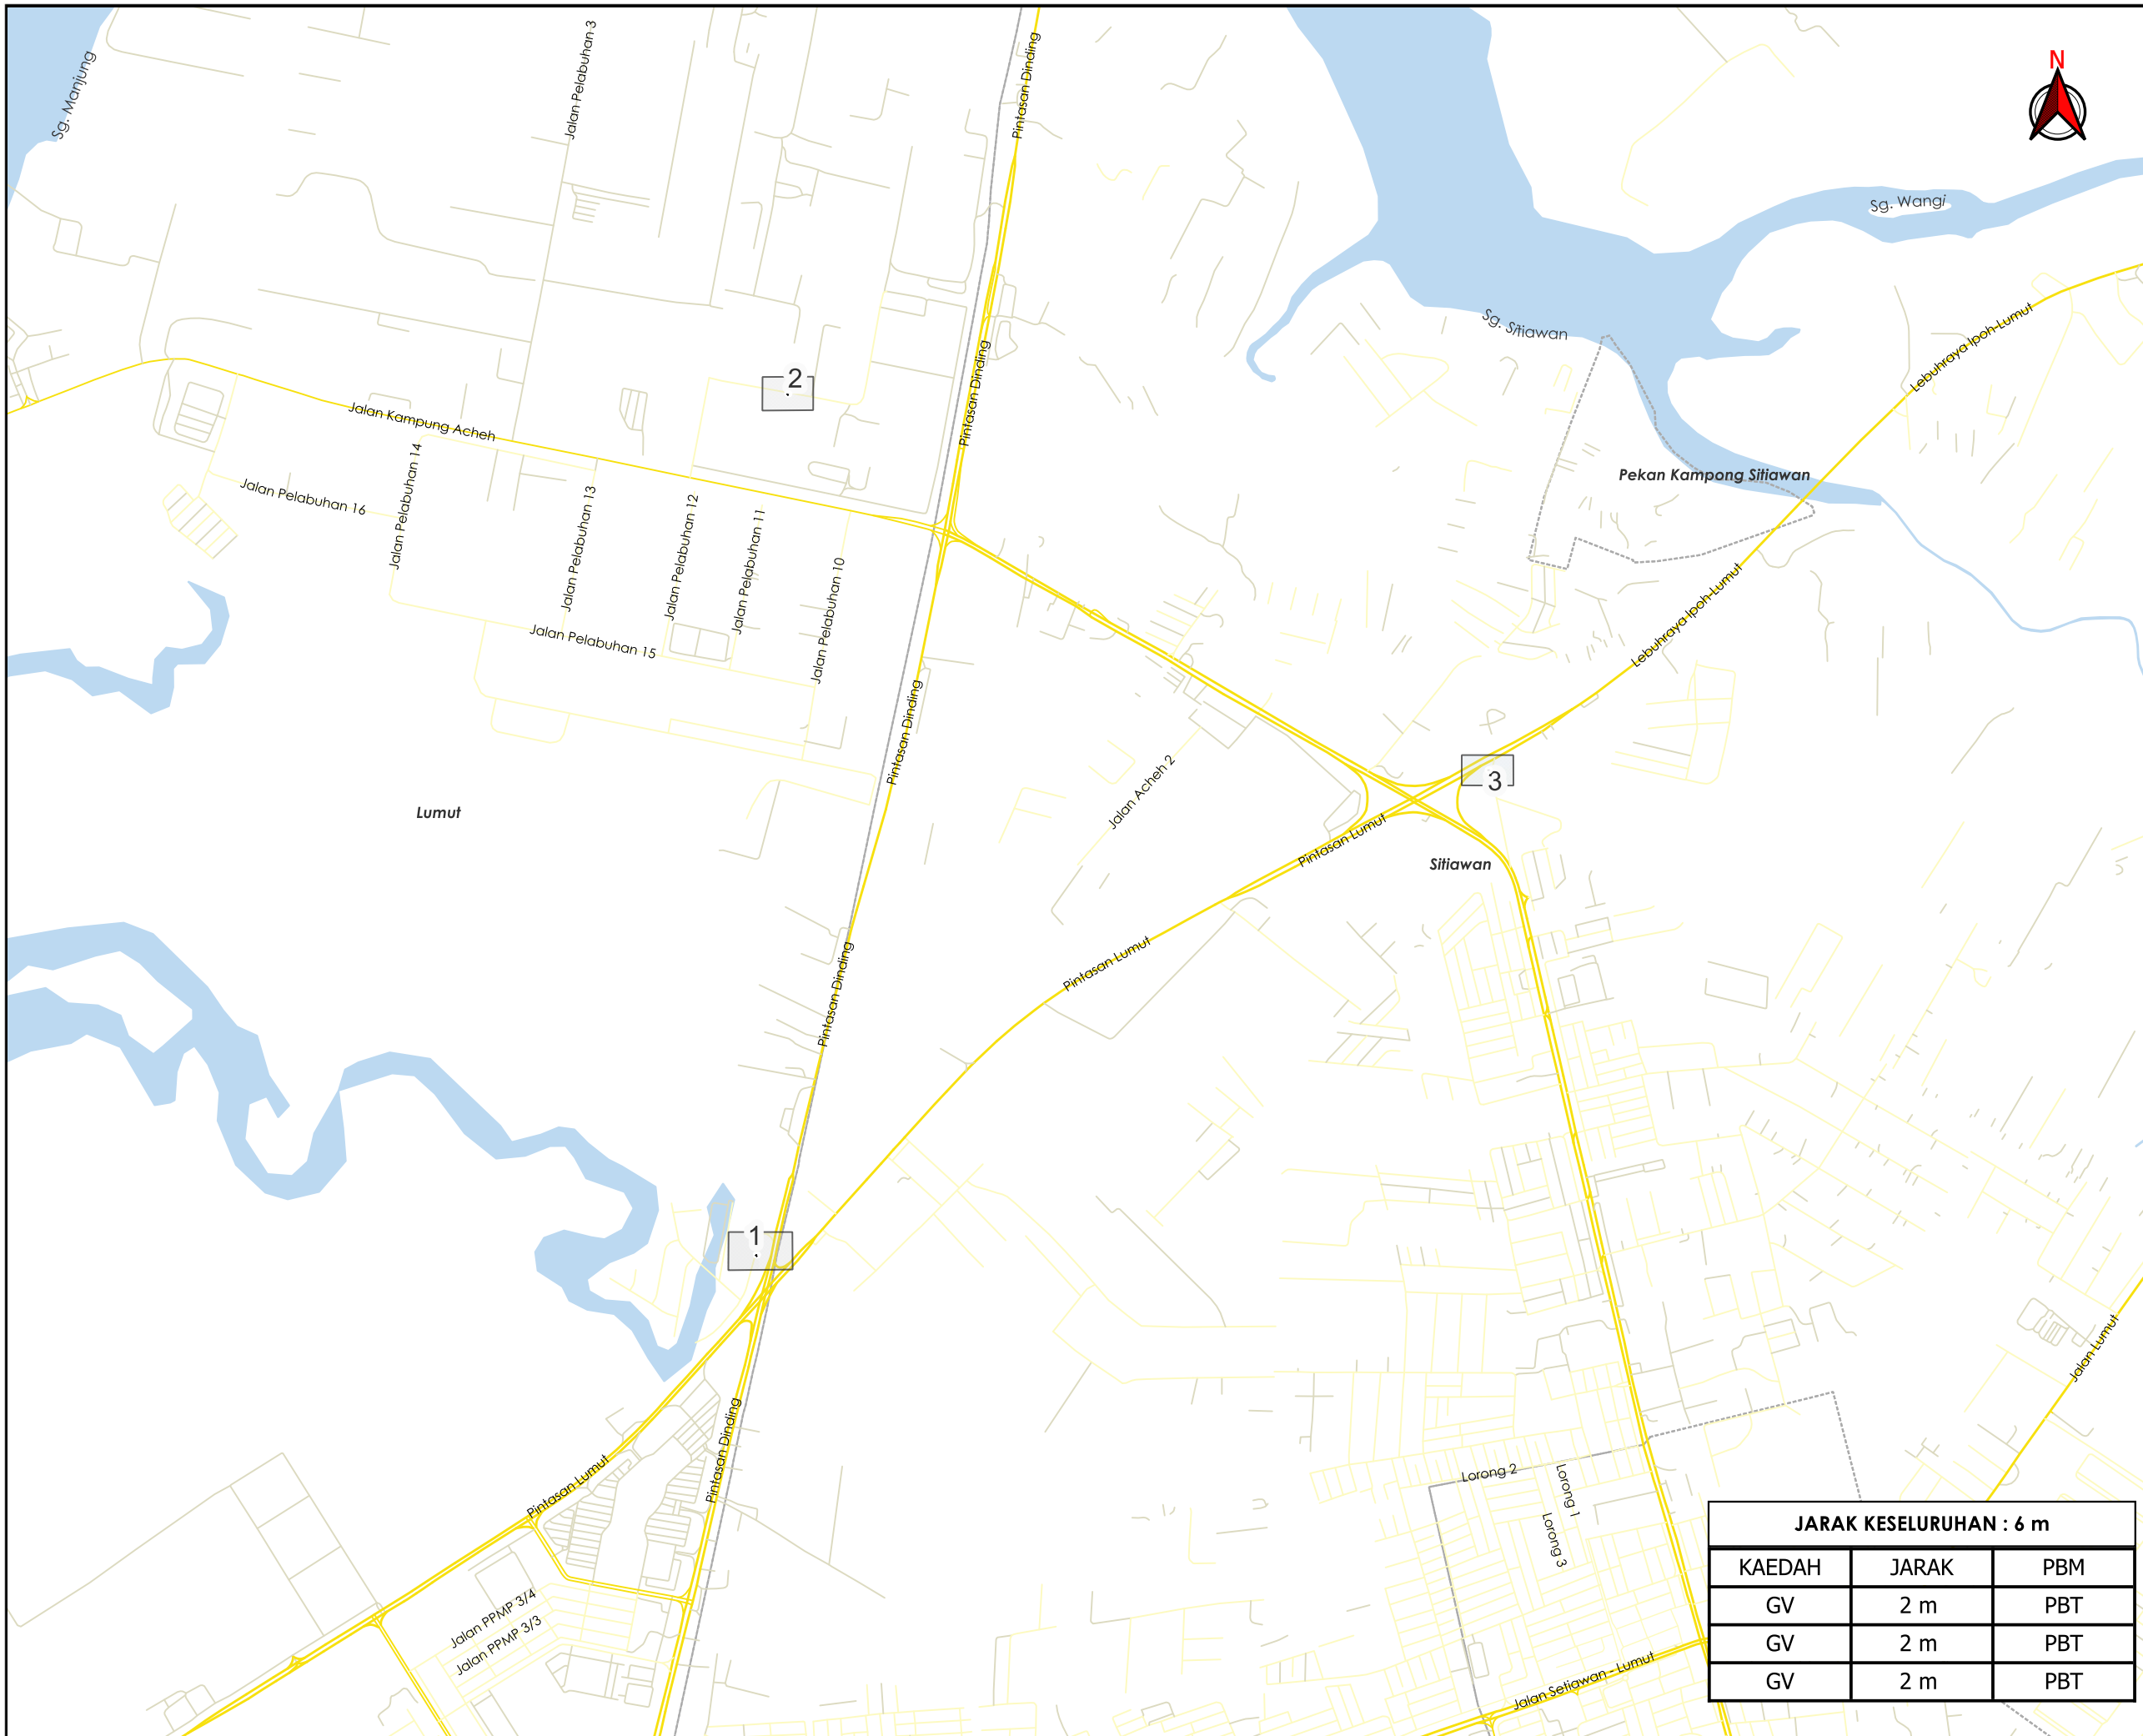 N
Sg. Manjung
Jalan Pelabuhan 3
Pintasan Dinding
Sg. Wangi
Sg. Sitiawan
Lebuhraya Ipoh-Lumut
2
Pintasan Dinding
Jalan Kampung Acheh
Pekan Kampong Sitiawan
Jalan Pelabuhan 16
Jalan Pelabuhan 14
Jalan Pelabuhan 13
Jalan Pelabuhan 12
Jalan Pelabuhan 11
Jalan Pelabuhan 10
Jalan Pelabuhan 15
Lebuhraya Ipoh-Lumut
Pintasan Dinding
Jalan Acheh 2
3
Lumut
Pintasan Lumut
Sitiawan
Pintasan Lumut
Pintasan Dinding
1
Jalan Lumut
Pintasan Dinding
Pintasan Lumut
Lorong 2
Lorong 1
Lorong 3
Jalan PPMP 3/4
Jalan PPMP 3/3
Jalan Setiawan - Lumut
JARAK KESELURUHAN : 6 m
KAEDAH JARAK PBM
GV 2 m PBT
GV 2 m PBT
GV 2 m PBT